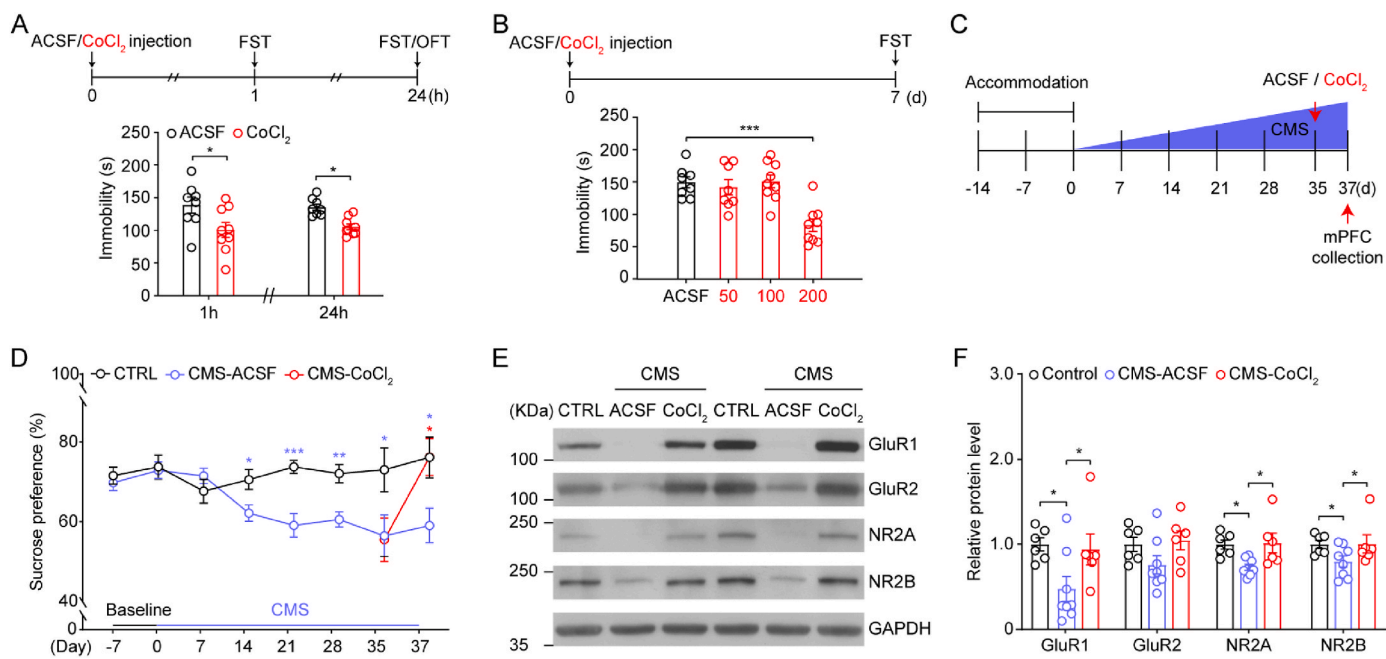 A
ACSF/CoCl2 injection
FST
FST/OFT
0
1
24(h)
ACSF
CoCl2
Immobility (s)
250
200
150
100
50
0
*
*
1h
24h
B
ACSF/CoCl2 injection
FST
0
7
(d)
Immobility (s)
250
200
150
100
50
0
***
ACSF
50
100
200
C
Accommodation
ACSF / CoCl2
CMS
-14
-7
0
7
14
21
28
35
37(d)
mPFC
collection
D
CTRL
CMS-ACSF
CMS-CoCl2
Sucrose preference (%)
100
80
60
40
0
*
***
**
*
*
*
Baseline
CMS
(Day)
-7
0
7
14
21
28
35
37
E
CMS
CMS
(KDa)
CTRL
ACSF
CoCl2
CTRL
ACSF
CoCl2
GluR1
100
GluR2
100
250
NR2A
250
NR2B
GAPDH
35
F
Control
CMS-ACSF
CMS-CoCl2
Relative protein level
3.0
2.0
1.0
0.0
*
*
*
*
*
*
GluR1
GluR2
NR2A
NR2B